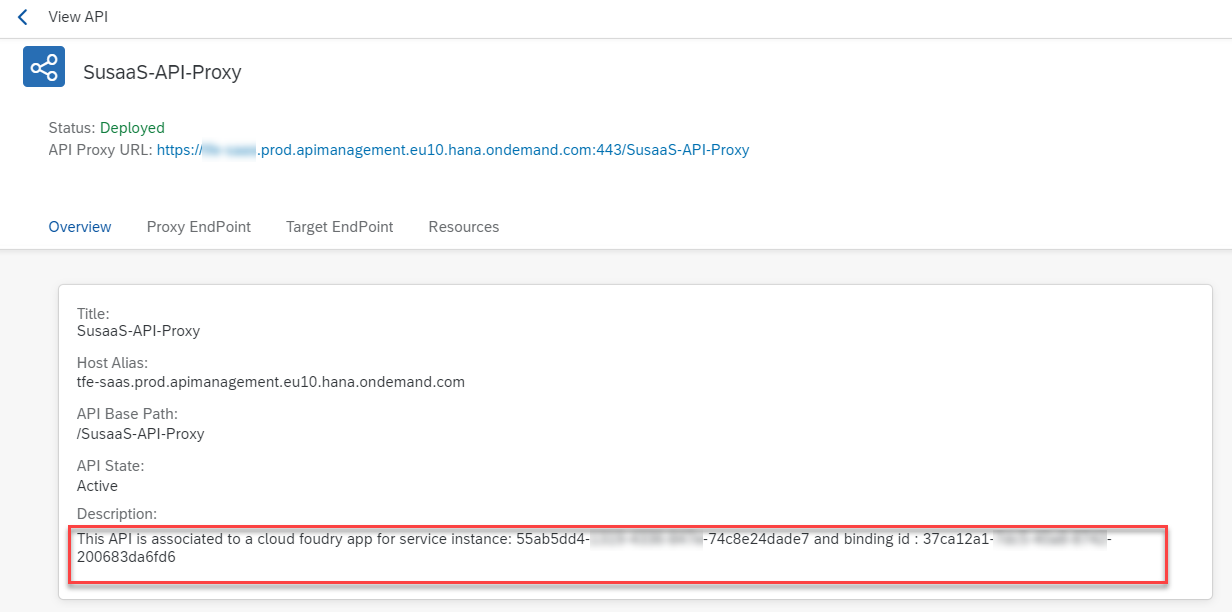 View API
SusaaS-API-Proxy
Status: Deployed
API Proxy URL: https:// .prod.apimanagement.eu10.hana.ondemand.com:443/SusaaS-API-Proxy
Overview Proxy EndPoint Target EndPoint Resources
Title:
SusaaS-API-Proxy
Host Alias:
tfe-saas.prod.apimanagement.eu10.hana.ondemand.com
API Base Path:
/SusaaS-API-Proxy
API State:
Active
Description:
This API is associated to a cloud foudry app for service instance: 55ab5dd4- -74c8e24dade7 and binding id : 37ca12a1- -
200683da6fd6